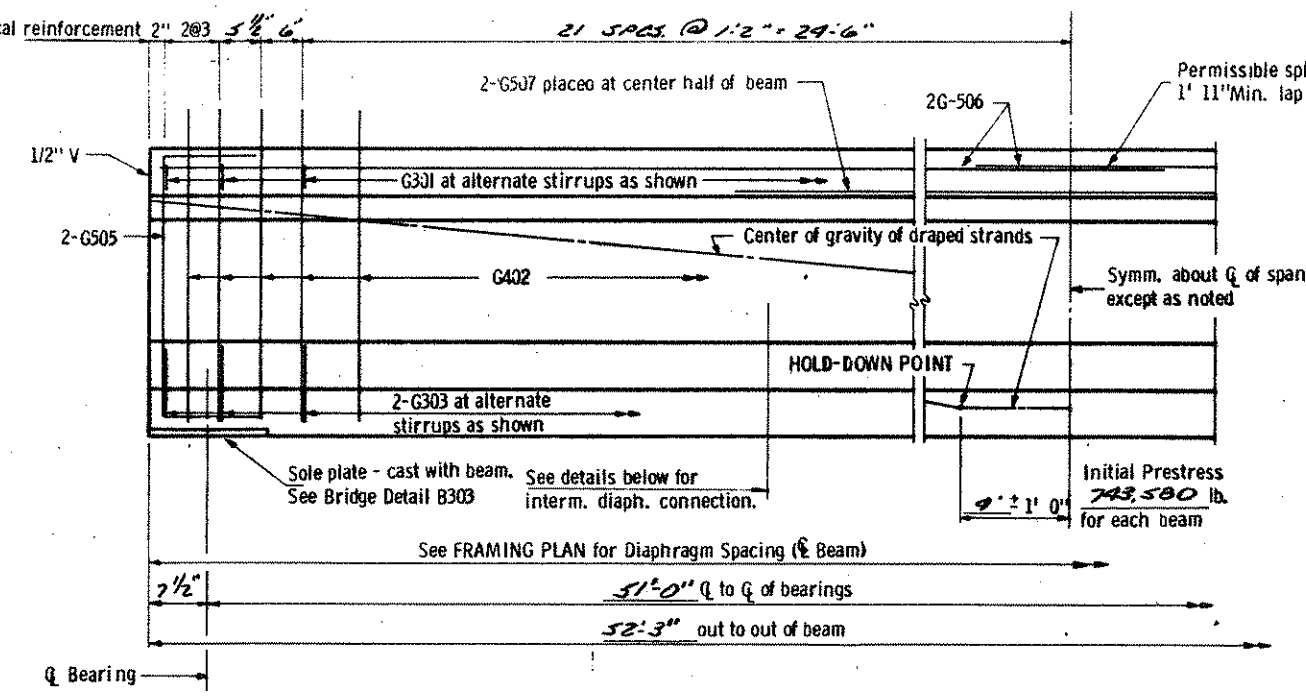 cal reinforcement 2" 2@3 5 1/2" 6" 21 SPCS. @ 1'-2" = 24'-6"
2-G507 placed at center half of beam
Permissible spl
1' 11" Min. lap
2G-506
1/2" V
G301 at alternate stirrups as shown
2-G505
Center of gravity of draped strands
G402
Symm. about ℄ of span
except as noted
HOLD-DOWN POINT
2-G303 at alternate
stirrups as shown
Sole plate - cast with beam.
See Bridge Detail B303
See details below for
interm. diaph. connection.
Initial Prestress
743,580 lb.
for each beam
± 1' 0"
See FRAMING PLAN for Diaphragm Spacing (℄ Beam)
7 1/2"
51'-0" ℄ to ℄ of bearings
52'-3" out to out of beam
℄ Bearing